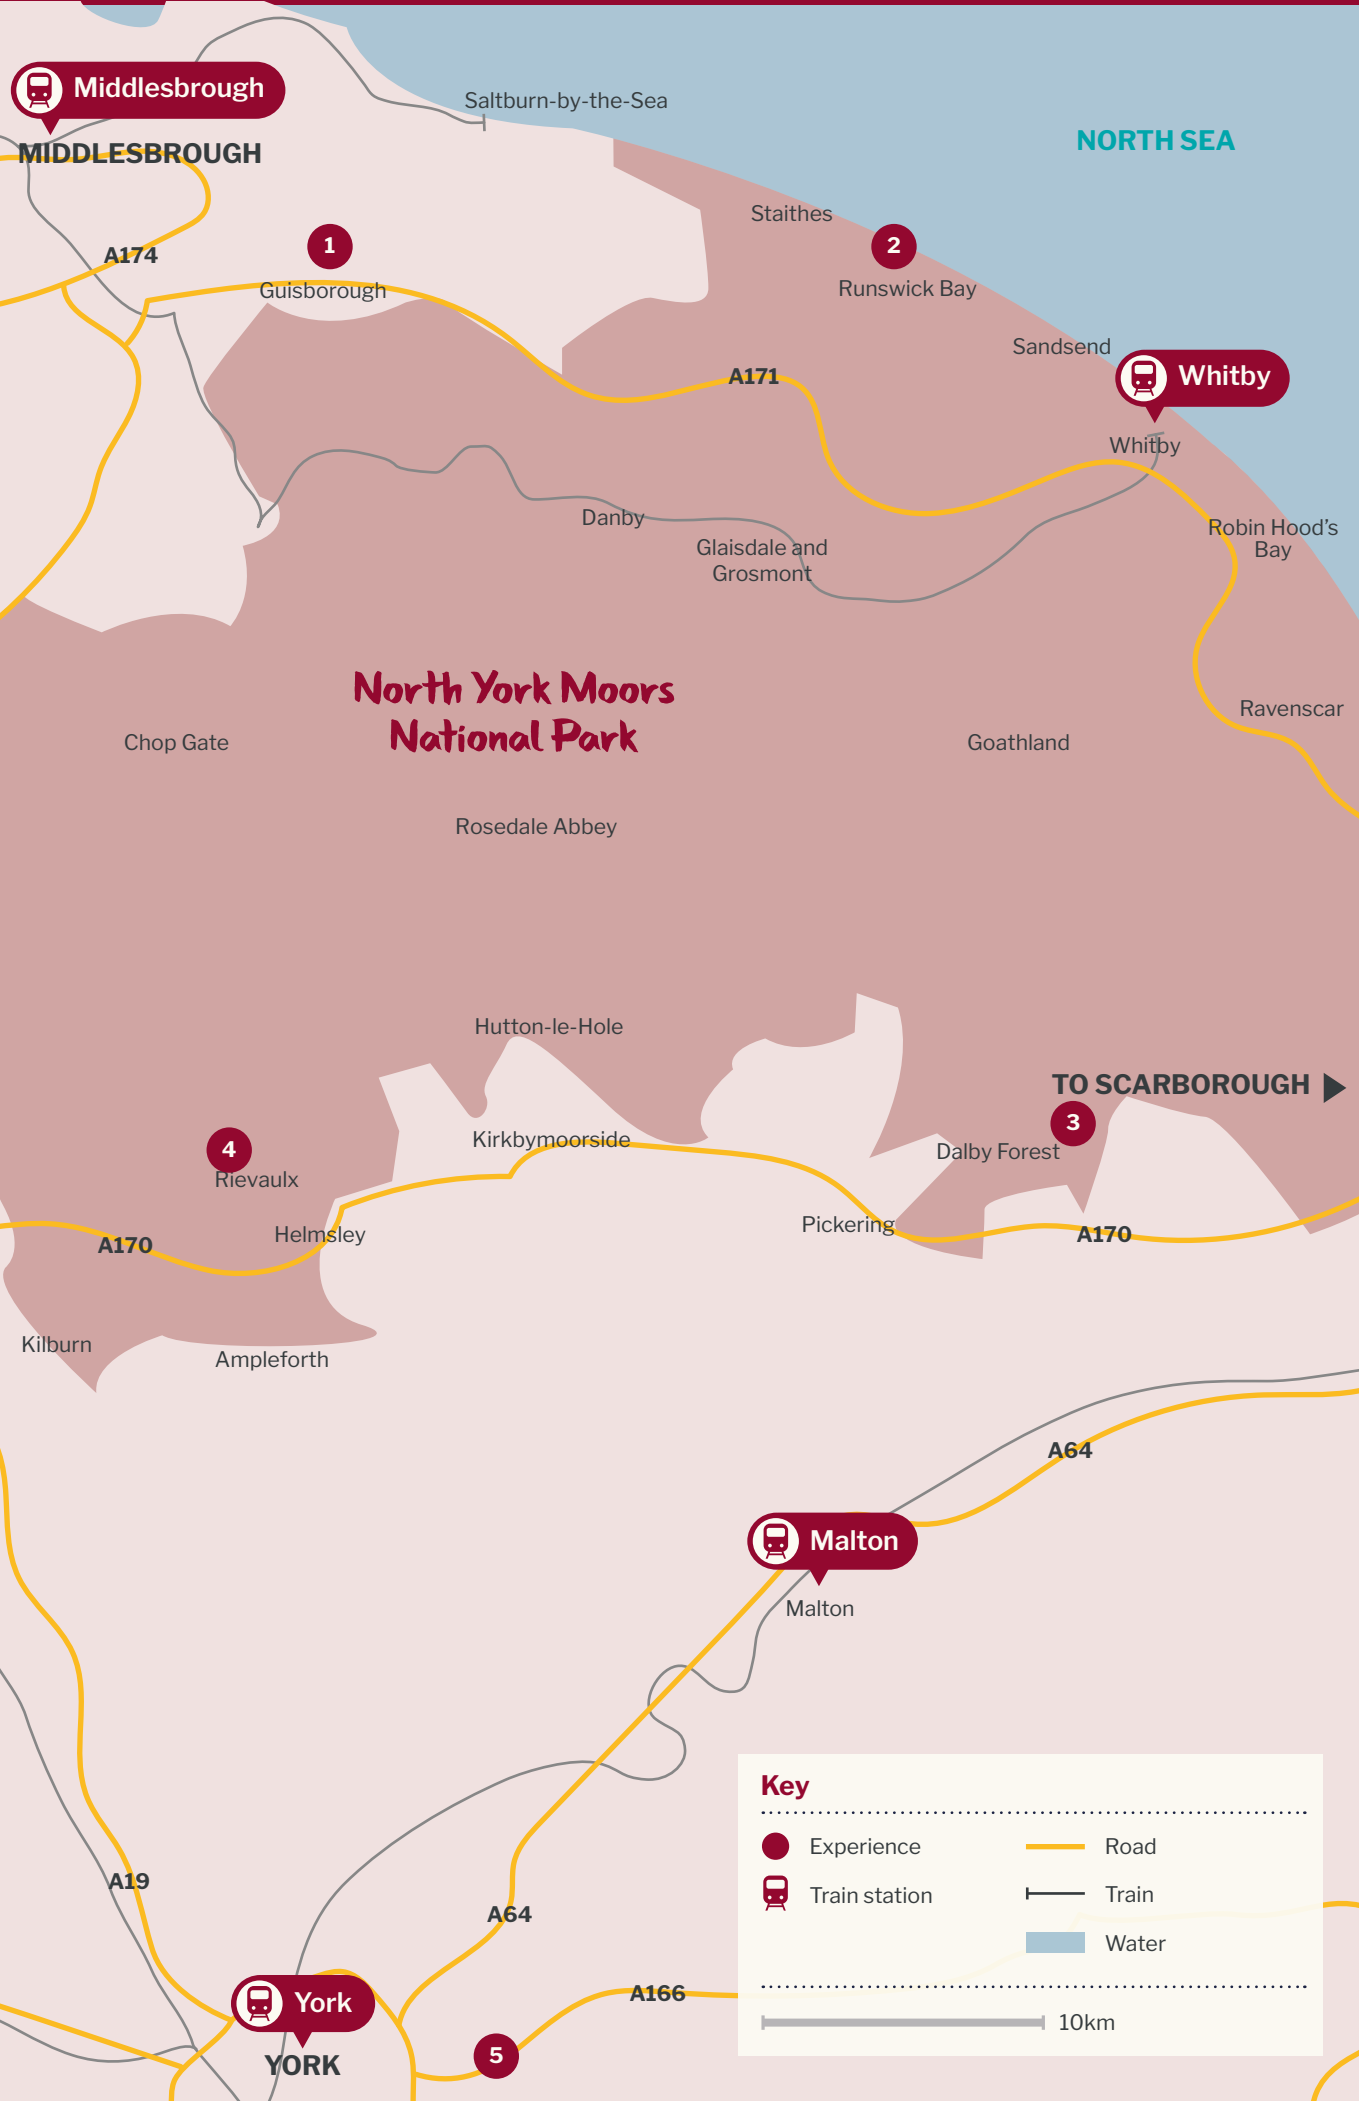 Middlesbrough
Saltburn-by-the-Sea
NORTH SEA
MIDDLESBROUGH
Staithes
1
2
A174
Guisborough
Runswick Bay
Sandsend
A171
Whitby
Whitby
Danby
Robin Hood’s
Bay
Glaisdale and
Grosmont
North York Moors
National Park
Ravenscar
Chop Gate
Goathland
Rosedale Abbey
Hutton-le-Hole
TO SCARBOROUGH
3
4
Kirkbymoorside
Dalby Forest
Rievaulx
Helmsley
Pickering
A170
A170
Kilburn
Ampleforth
A64
Malton
Malton
Key
Experience
Road
Train station
Train
Water
10km
A19
A64
A166
York
5
YORK